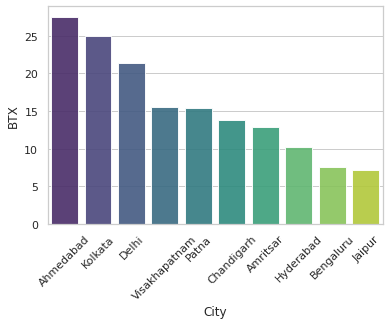 BTX
25
20
15
10
5
0
Ahmedabad
Kolkata
Delhi
Visakhapatnam
Patna
Chandigarh
Amritsar
Hyderabad
Bengaluru
Jaipur
City